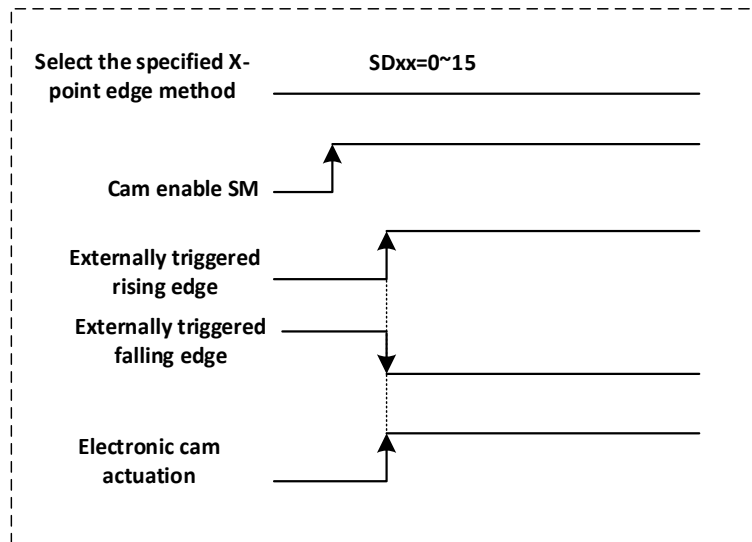 Select the specified X-
point edge method
SDxx=0~15
Cam enable SM
Externally triggered
rising edge
Externally triggered
falling edge
Electronic cam
actuation